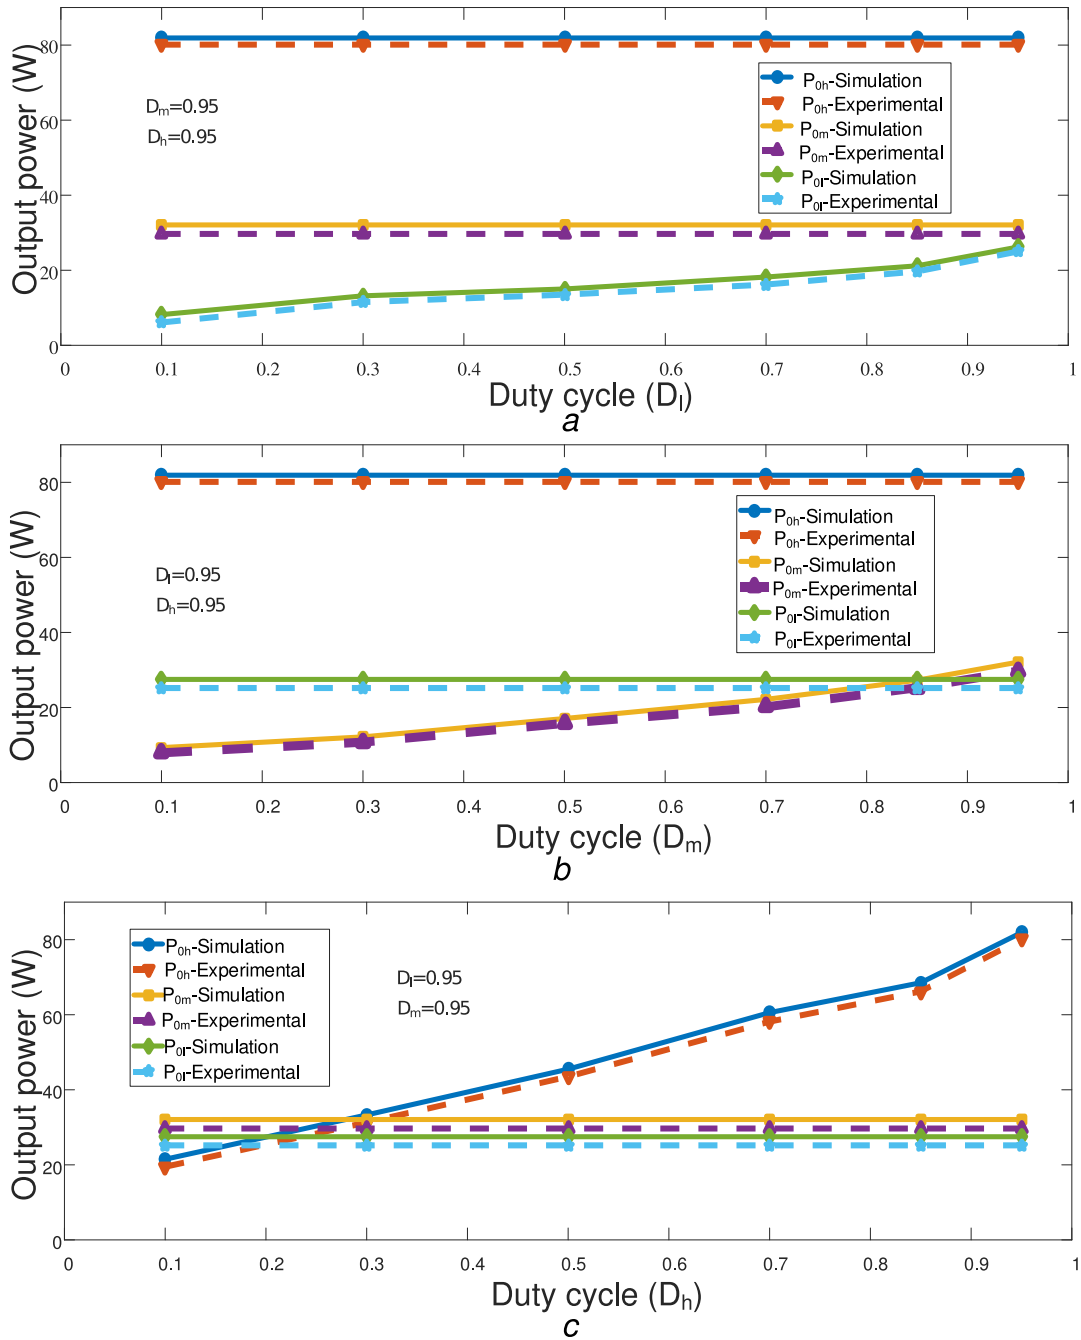 Output power (W)
80
60
40
20
0
Dm=0.95
Dh=0.95
P0h-Simulation
P0h-Experimental
P0m-Simulation
P0m-Experimental
P0l-Simulation
P0l-Experimental
0 0.1 0.2 0.3 0.4 0.5 0.6 0.7 0.8 0.9 1
Duty cycle (Dl)
a
Output power (W)
80
60
40
20
0
Dl=0.95
Dh=0.95
P0h-Simulation
P0h-Experimental
P0m-Simulation
P0m-Experimental
P0l-Simulation
P0l-Experimental
0 0.1 0.2 0.3 0.4 0.5 0.6 0.7 0.8 0.9 1
Duty cycle (Dm)
b
Output power (W)
80
60
40
20
0
P0h-Simulation
P0h-Experimental
P0m-Simulation
P0m-Experimental
P0l-Simulation
P0l-Experimental
Dl=0.95
Dm=0.95
0 0.1 0.2 0.3 0.4 0.5 0.6 0.7 0.8 0.9 1
Duty cycle (Dh)
c